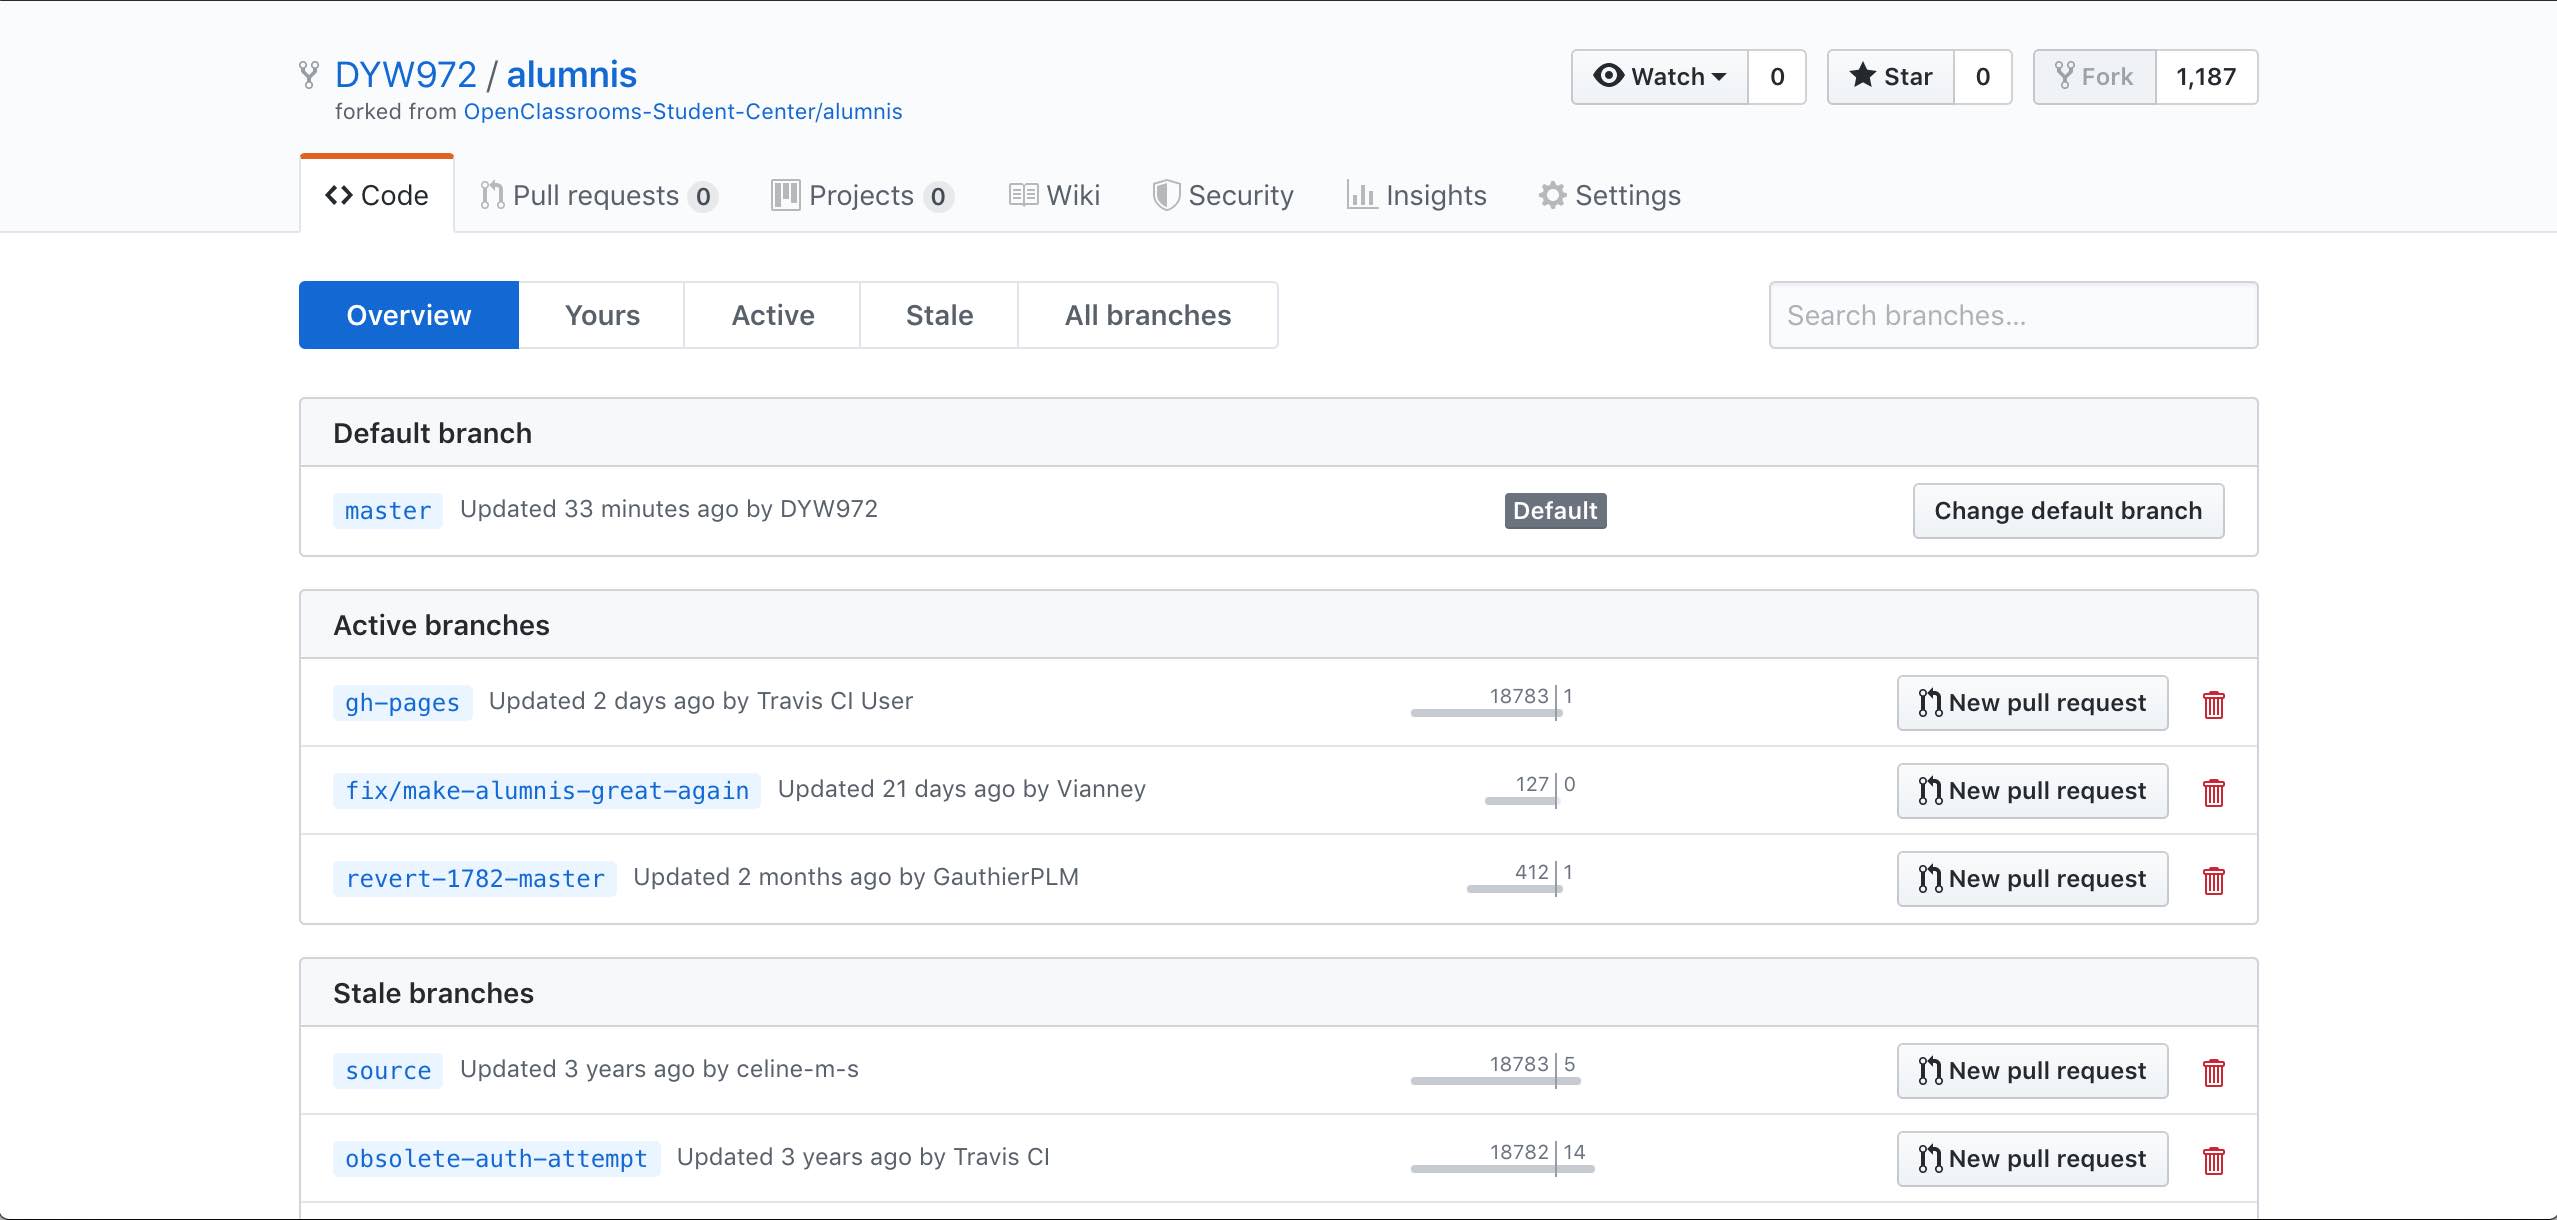 DYW972 / alumnis
forked from OpenClassrooms-Student-Center/alumnis
Watch 0 Star 0 Fork 1,187
Code Pull requests 0 Projects 0 Wiki Security Insights Settings
Overview Yours Active Stale All branches Search branches...
Default branch
master Updated 33 minutes ago by DYW972 Default Change default branch
Active branches
gh-pages Updated 2 days ago by Travis CI User 18783 1 New pull request
fix/make-alumnis-great-again Updated 21 days ago by Vianney 127 0 New pull request
revert-1782-master Updated 2 months ago by GauthierPLM 412 1 New pull request
Stale branches
source Updated 3 years ago by celine-m-s 18783 5 New pull request
obsolete-auth-attempt Updated 3 years ago by Travis CI 18782 14 New pull request